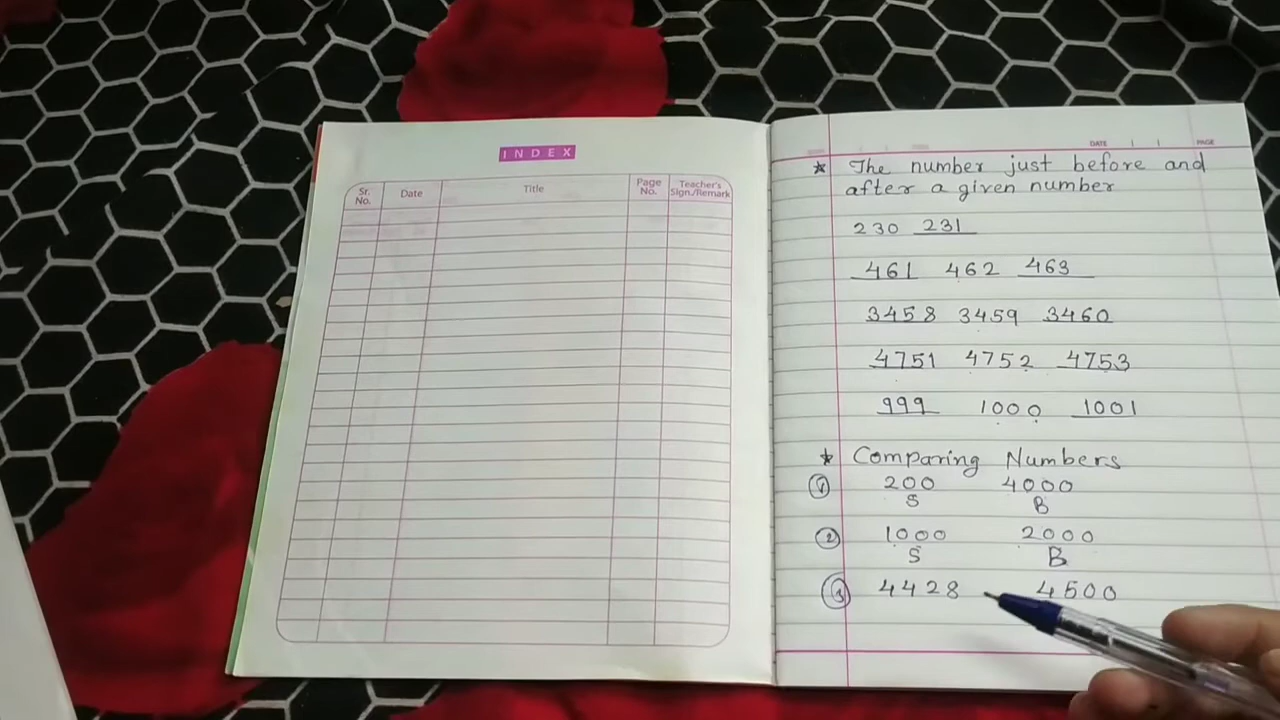 INDEX
Sr. No. Date Title Page No. Teacher's Sign./Remark
DATE PAGE
* The number just before and
after a given number
230 231
461 462 463
3458 3459 3460
4751 4752 4753
999 1000 1001
* Comparing Numbers
1 200 4000
S B
2 1000 2000
S B
3 4428 4500